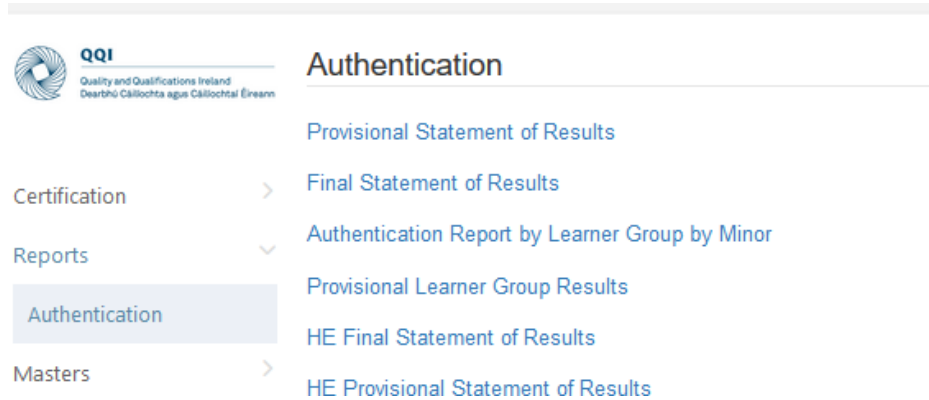 QQI
Quality and Qualifications Ireland
Dearbhú Cáilíochta agus Cáilíochtaí Éireann
Certification
Reports
Authentication
Masters
Authentication
Provisional Statement of Results
Final Statement of Results
Authentication Report by Learner Group by Minor
Provisional Learner Group Results
HE Final Statement of Results
HE Provisional Statement of Results